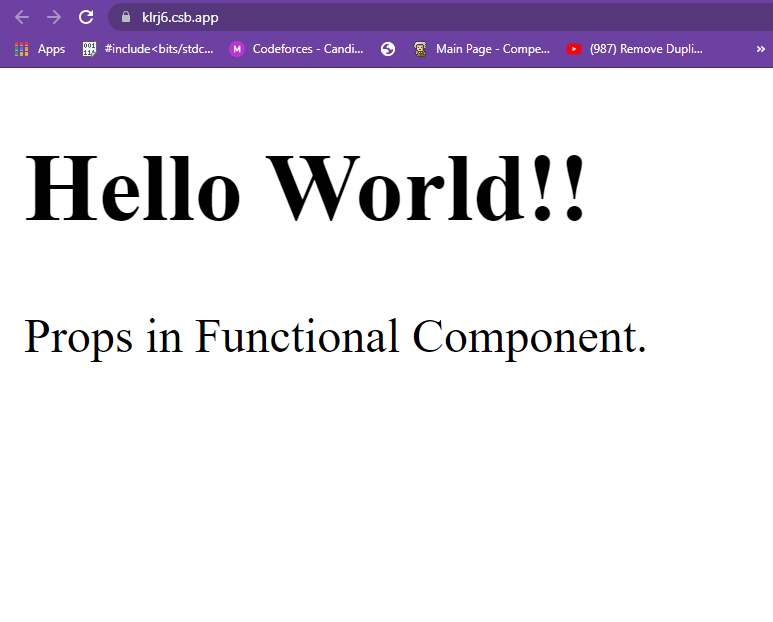 klrj6.csb.app
Apps #include<bits/stdc... M Codeforces - Candi... Main Page - Compe... (987) Remove Dupli... »
Hello World!!
Props in Functional Component.